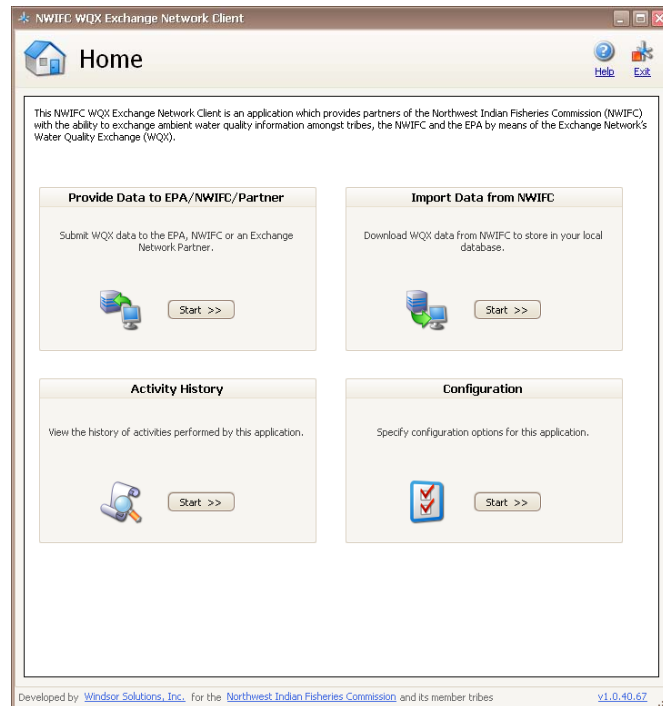 NWIFC WQX Exchange Network Client
Home
Help
Exit
This NWIFC WQX Exchange Network Client is an application which provides partners of the Northwest Indian Fisheries Commission (NWIFC)
with the ability to exchange ambient water quality information amongst tribes, the NWIFC and the EPA by means of the Exchange Network's
Water Quality Exchange (WQX).
Provide Data to EPA/NWIFC/Partner
Submit WQX data to the EPA, NWIFC or an Exchange
Network Partner.
Start >>
Import Data from NWIFC
Download WQX data from NWIFC to store in your local
database.
Start >>
Activity History
View the history of activities performed by this application.
Start >>
Configuration
Specify configuration options for this application.
Start >>
Developed by Windsor Solutions, Inc. for the Northwest Indian Fisheries Commission and its member tribes
v1.0.40.67